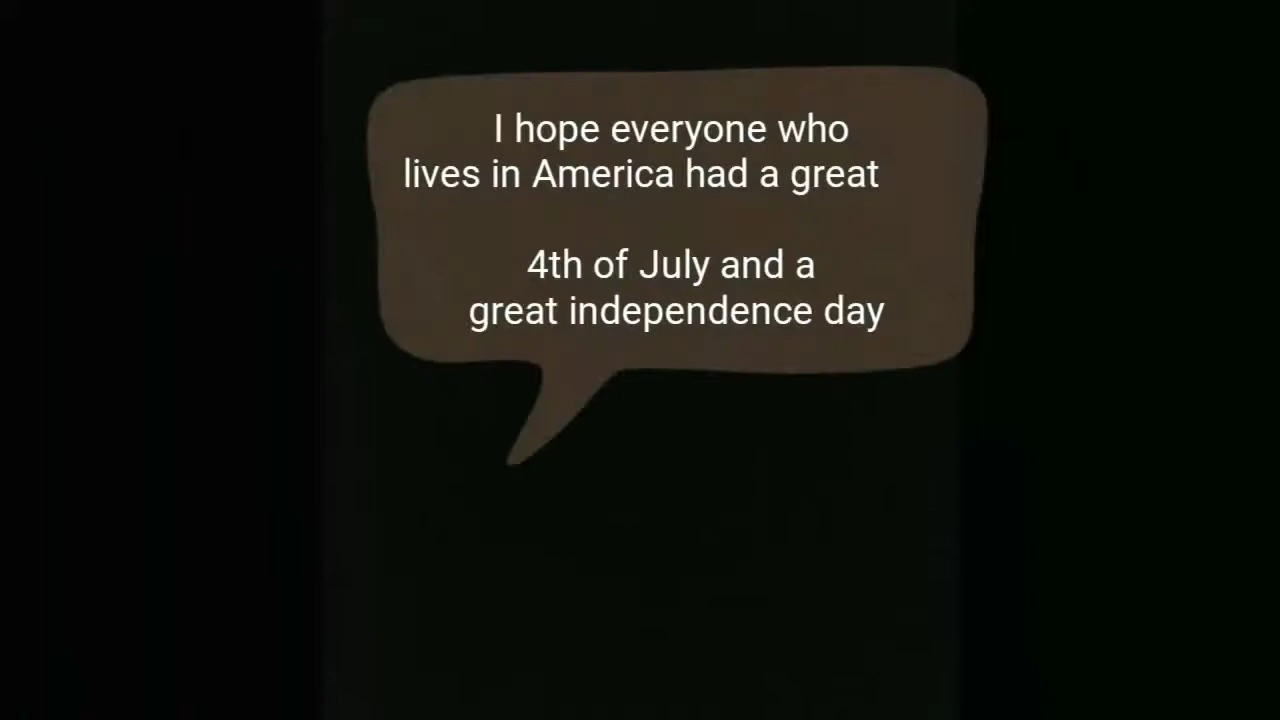 I hope everyone who
lives in America had a great
4th of July and a
great independence day